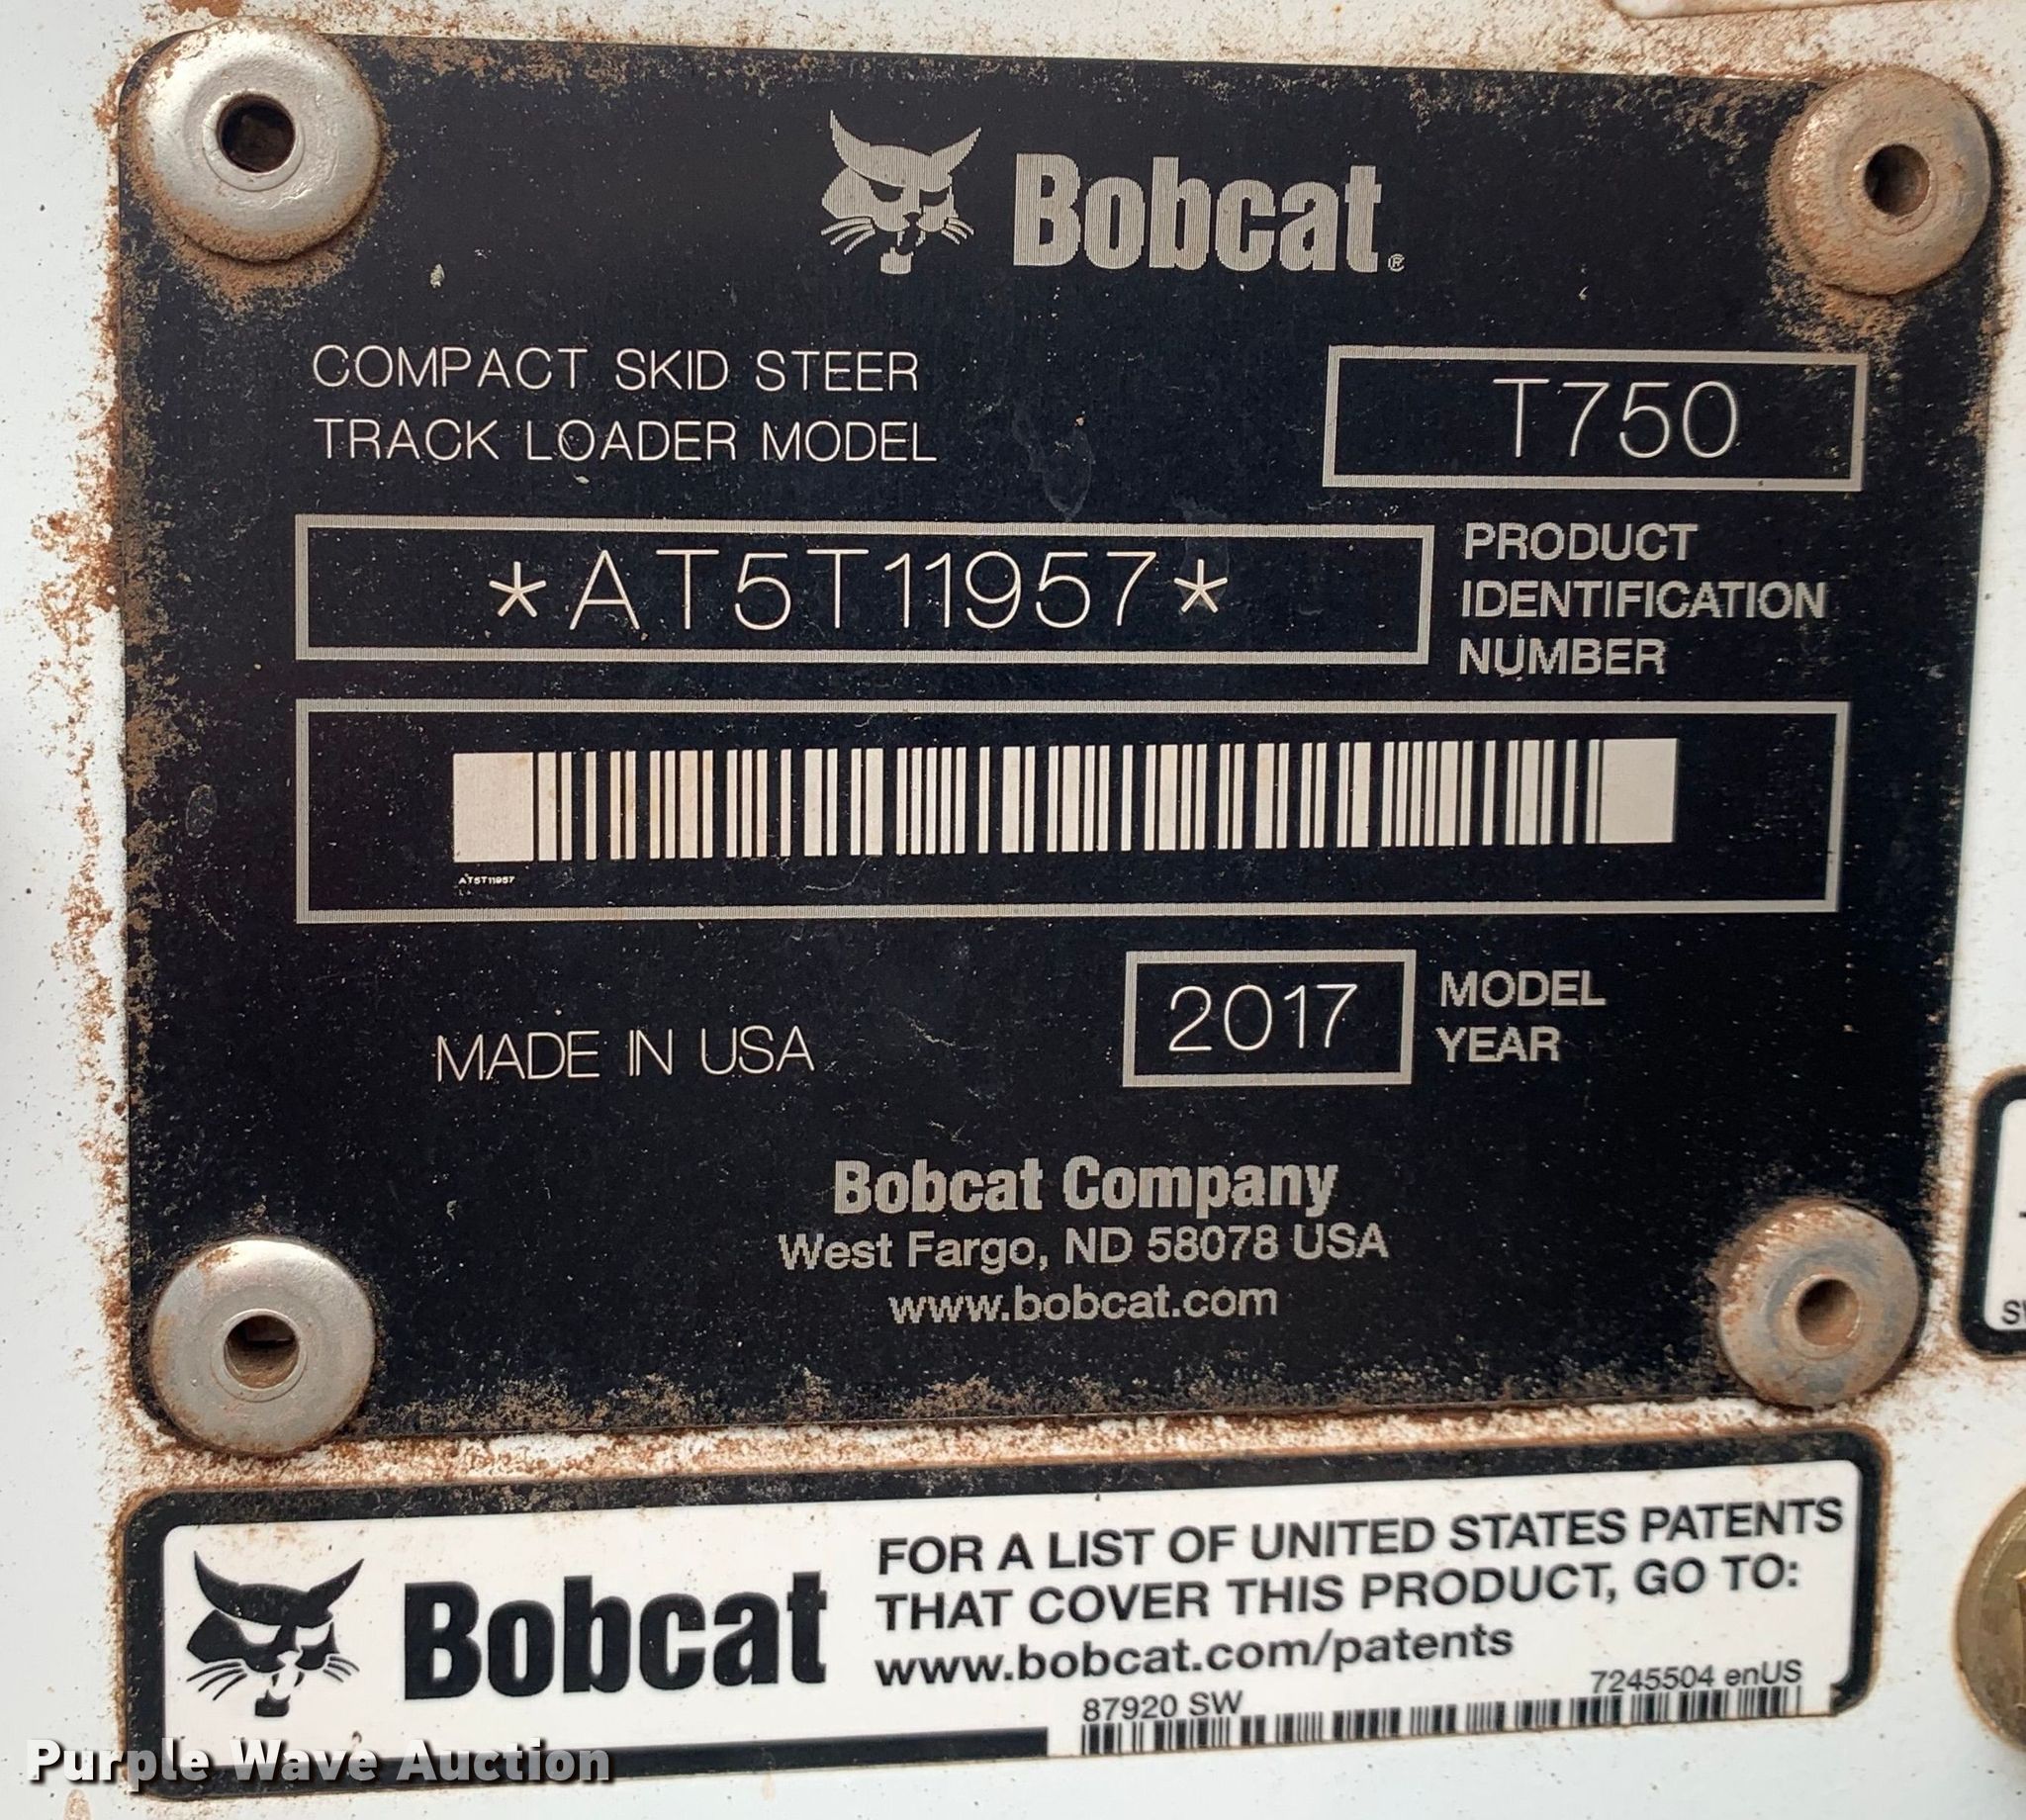 Bobcat®
COMPACT SKID STEER
TRACK LOADER MODEL
T750
*AT5T11957*
PRODUCT
IDENTIFICATION
NUMBER
AT5T11957
MADE IN USA
2017
MODEL
YEAR
Bobcat Company
West Fargo, ND 58078 USA
www.bobcat.com
Bobcat
FOR A LIST OF UNITED STATES PATENTS
THAT COVER THIS PRODUCT, GO TO:
www.bobcat.com/patents
87920 SW
7245504 enUS
Purple Wave Auction